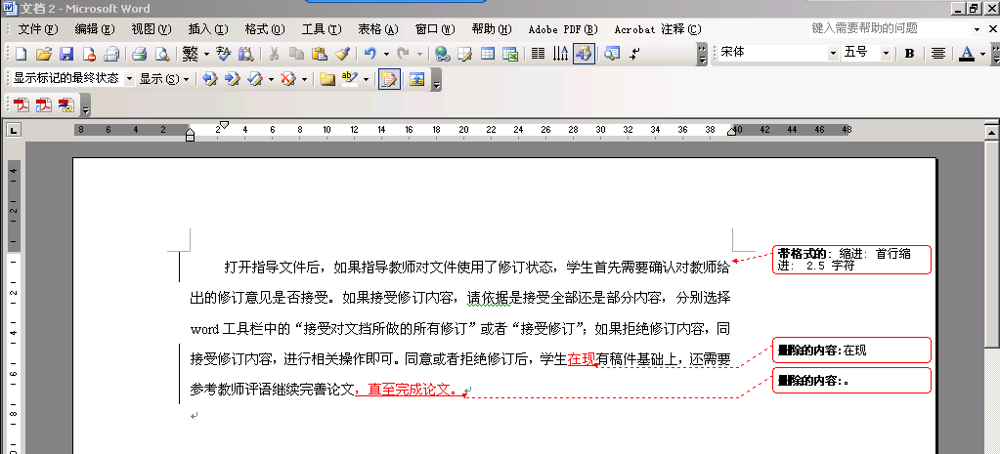 文档 2 - Microsoft Word
文件(F) 编辑(E) 视图(V) 插入(I) 格式(O) 工具(T) 表格(A) 窗口(W) 帮助(H) Adobe PDF(B) Acrobat 注释(C) 键入需要帮助的问题
繁 宋体 五号 B A
显示标记的最终状态 显示(S) ab
8 6 4 2 2 4 6 8 10 12 14 16 18 20 22 24 26 28 30 32 34 36 38 40 42 44 46 48
打开指导文件后，如果指导教师对文件使用了修订状态，学生首先需要确认对教师给
出的修订意见是否接受。如果接受修订内容，请依据是接受全部还是部分内容，分别选择
word 工具栏中的“接受对文挡所做的所有修订”或者“接受修订”；如果拒绝修订内容，同
接受修订内容，进行相关操作即可。同意或者拒绝修订后，学生在现有稿件基础上，还需要
参考教师评语继续完善论文，直至完成论文。
带格式的: 缩进: 首行缩
进: 2.5 字符
删除的内容:在现
删除的内容:。